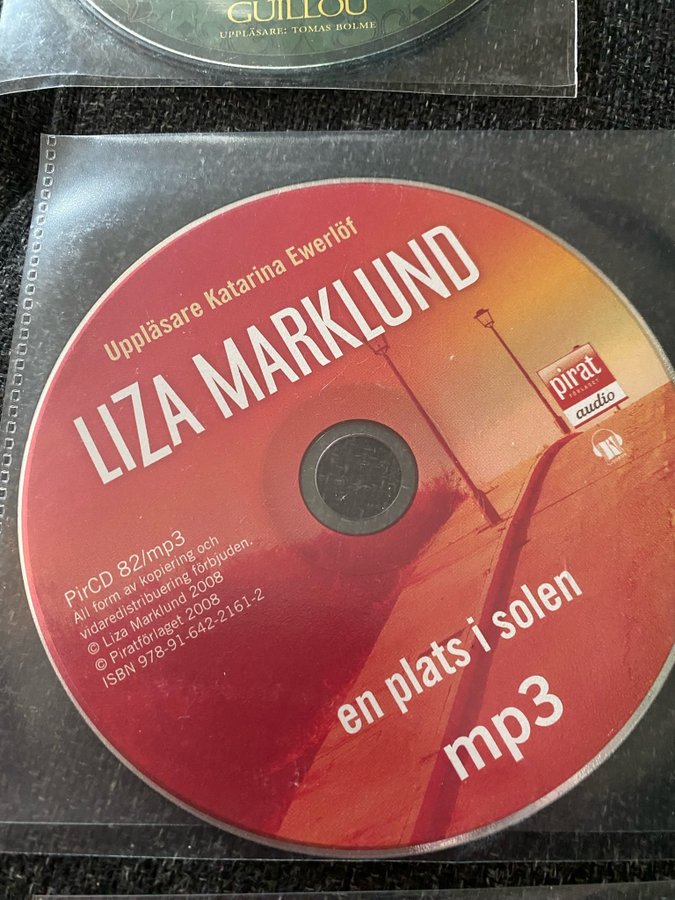 GUILLOU
UPPLÄSARE: TOMAS BOLME
Uppläsare Katarina Ewerlöf
LIZA MARKLUND
pirat
FÖRLAGET
audio
PirCD 82/mp3
All form av kopiering och
vidaredistribuering förbjuden.
© Liza Marklund 2008
© Piratförlaget 2008
ISBN 978-91-642-2161-2
en plats i solen
mp3